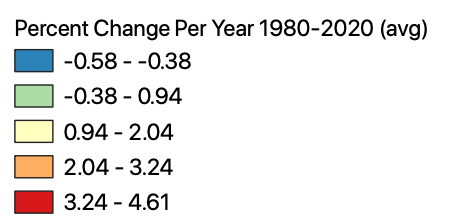 Percent Change Per Year 1980-2020 (avg)
-0.58 - -0.38
-0.38 - 0.94
0.94 - 2.04
2.04 - 3.24
3.24 - 4.61